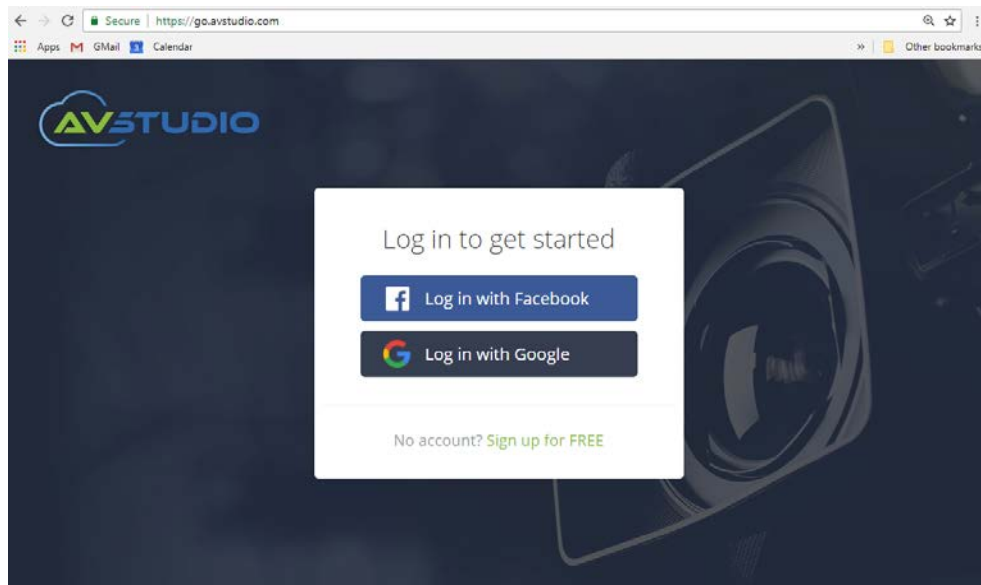 Secure | https://go.avstudio.com
Apps GMail 3 Calendar » Other bookmarks
AVSTUDIO
Log in to get started
f Log in with Facebook
G Log in with Google
No account? Sign up for FREE